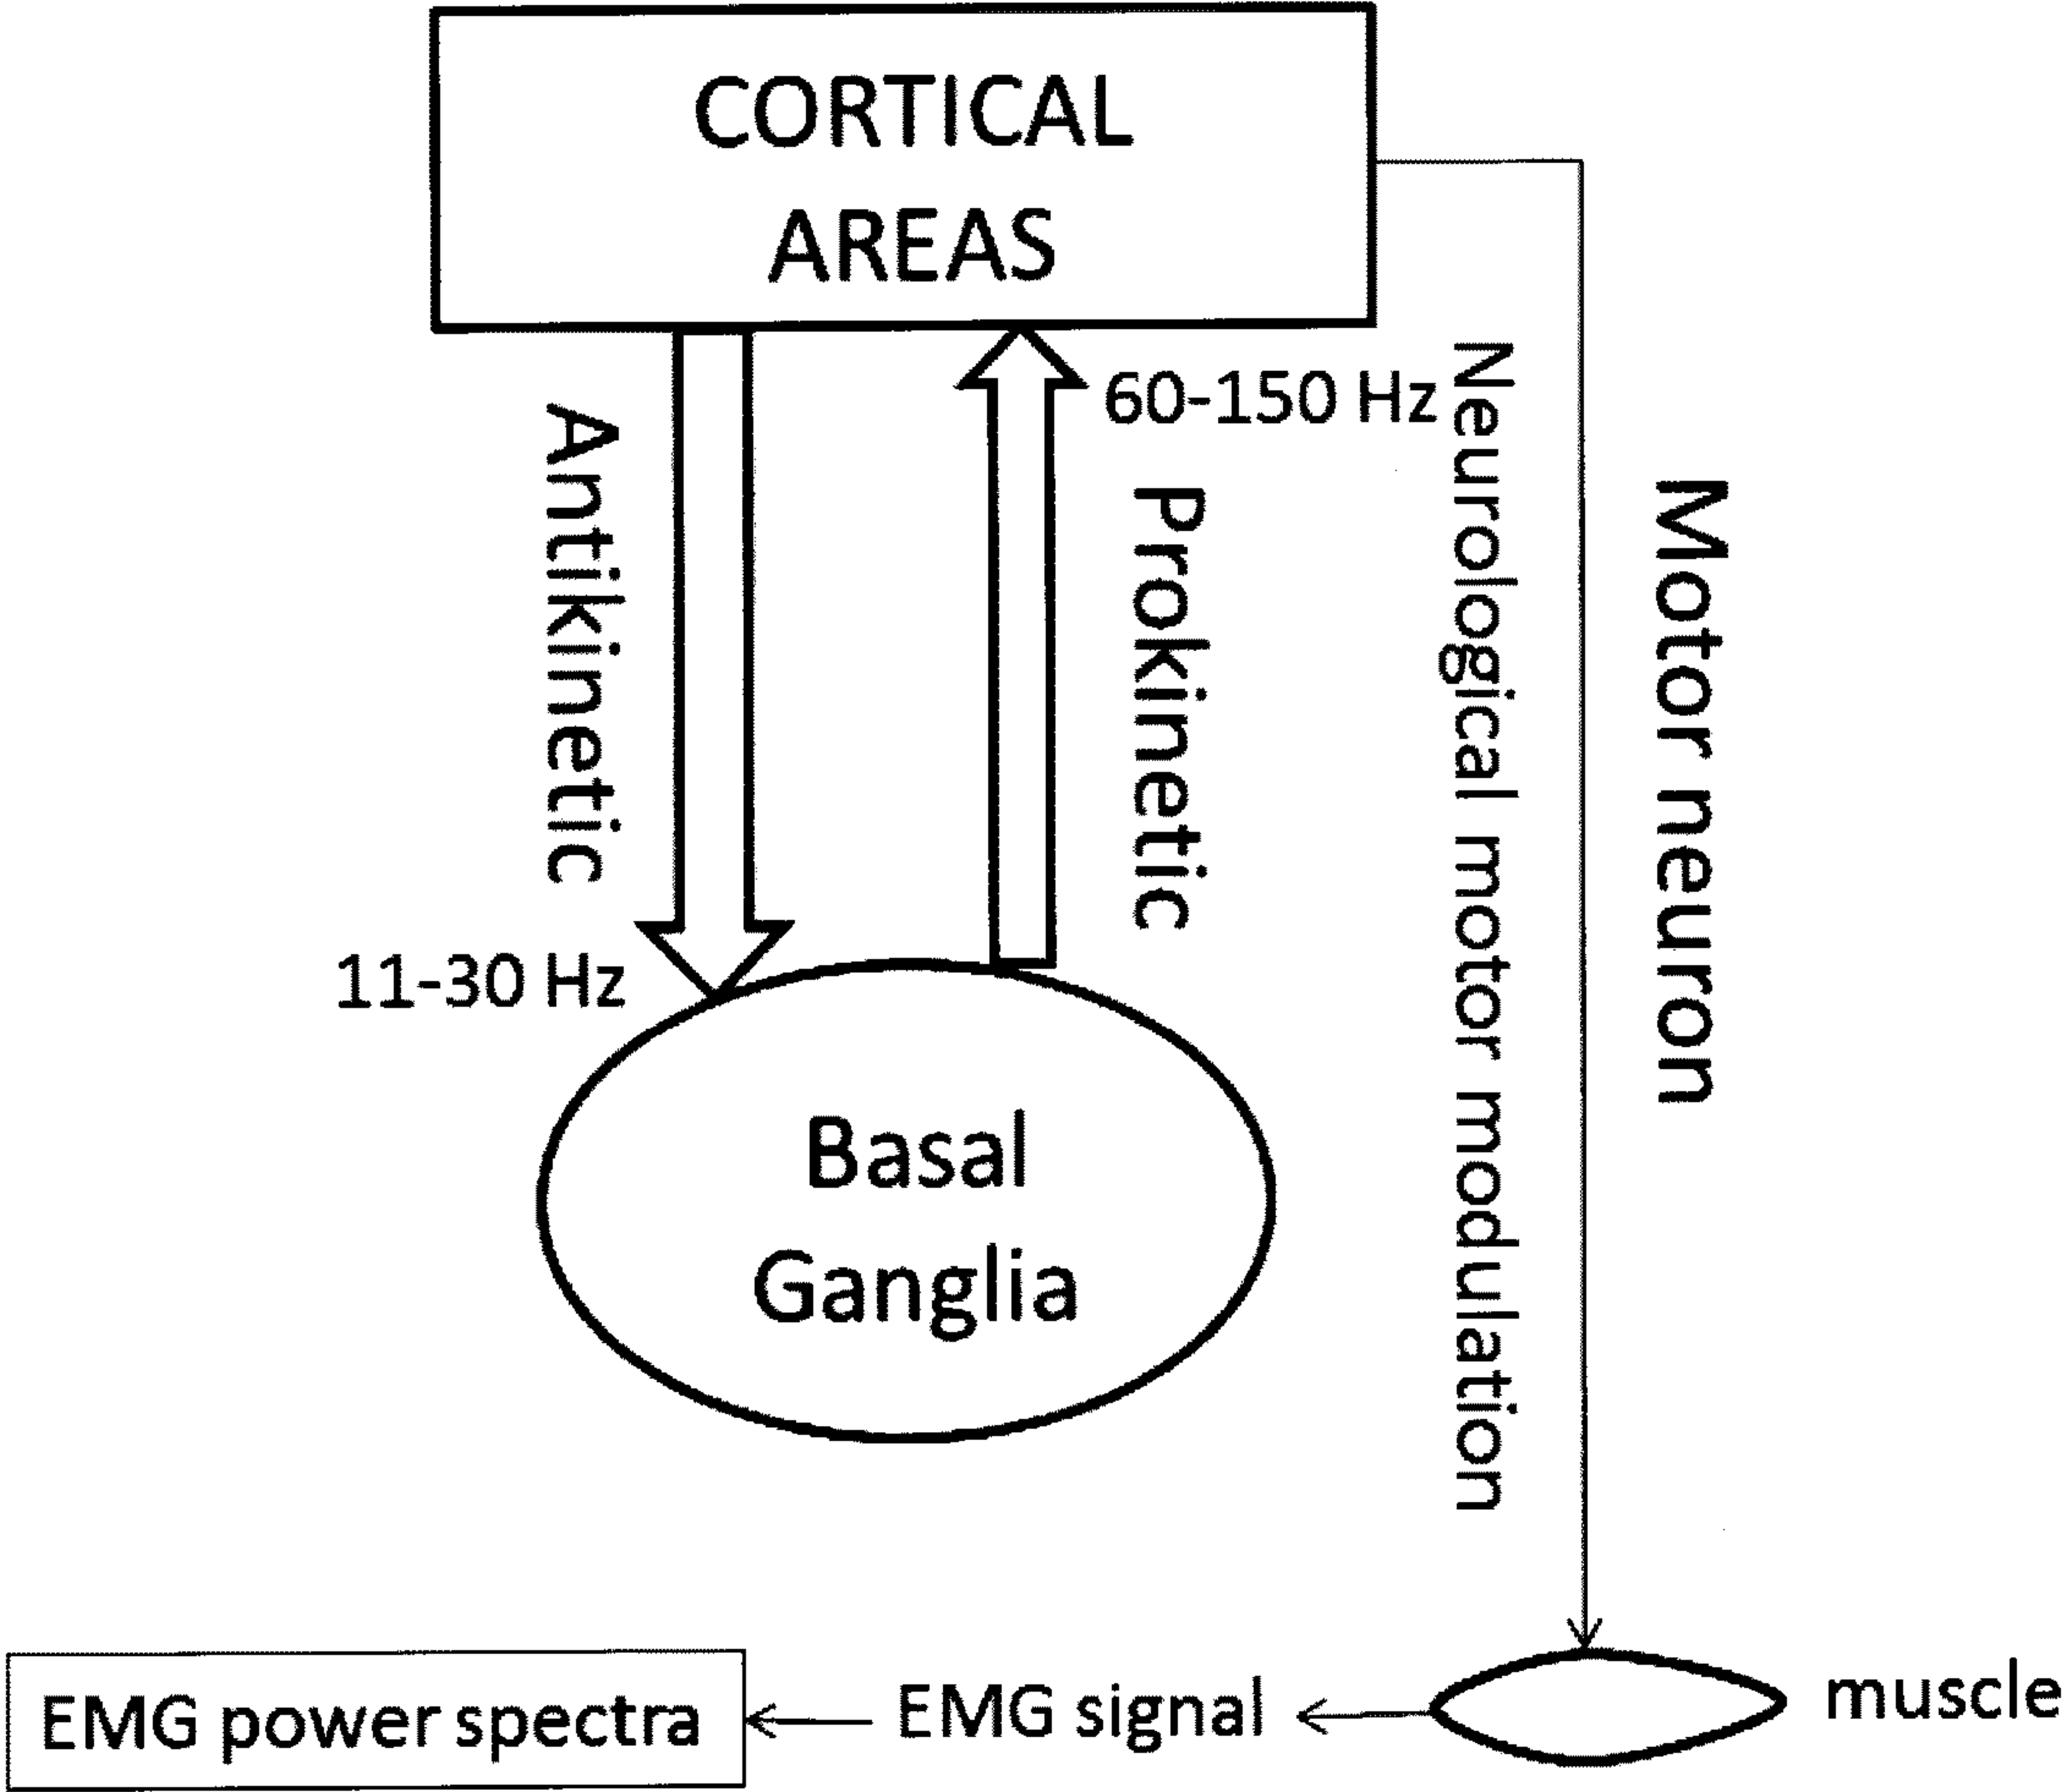 CORTICAL
AREAS
60-150 Hz
Antikinetic
Prokinetic
Neurological motor modulation
Motor neuron
11-30 Hz
Basal
Ganglia
EMG power spectra
EMG signal
muscle